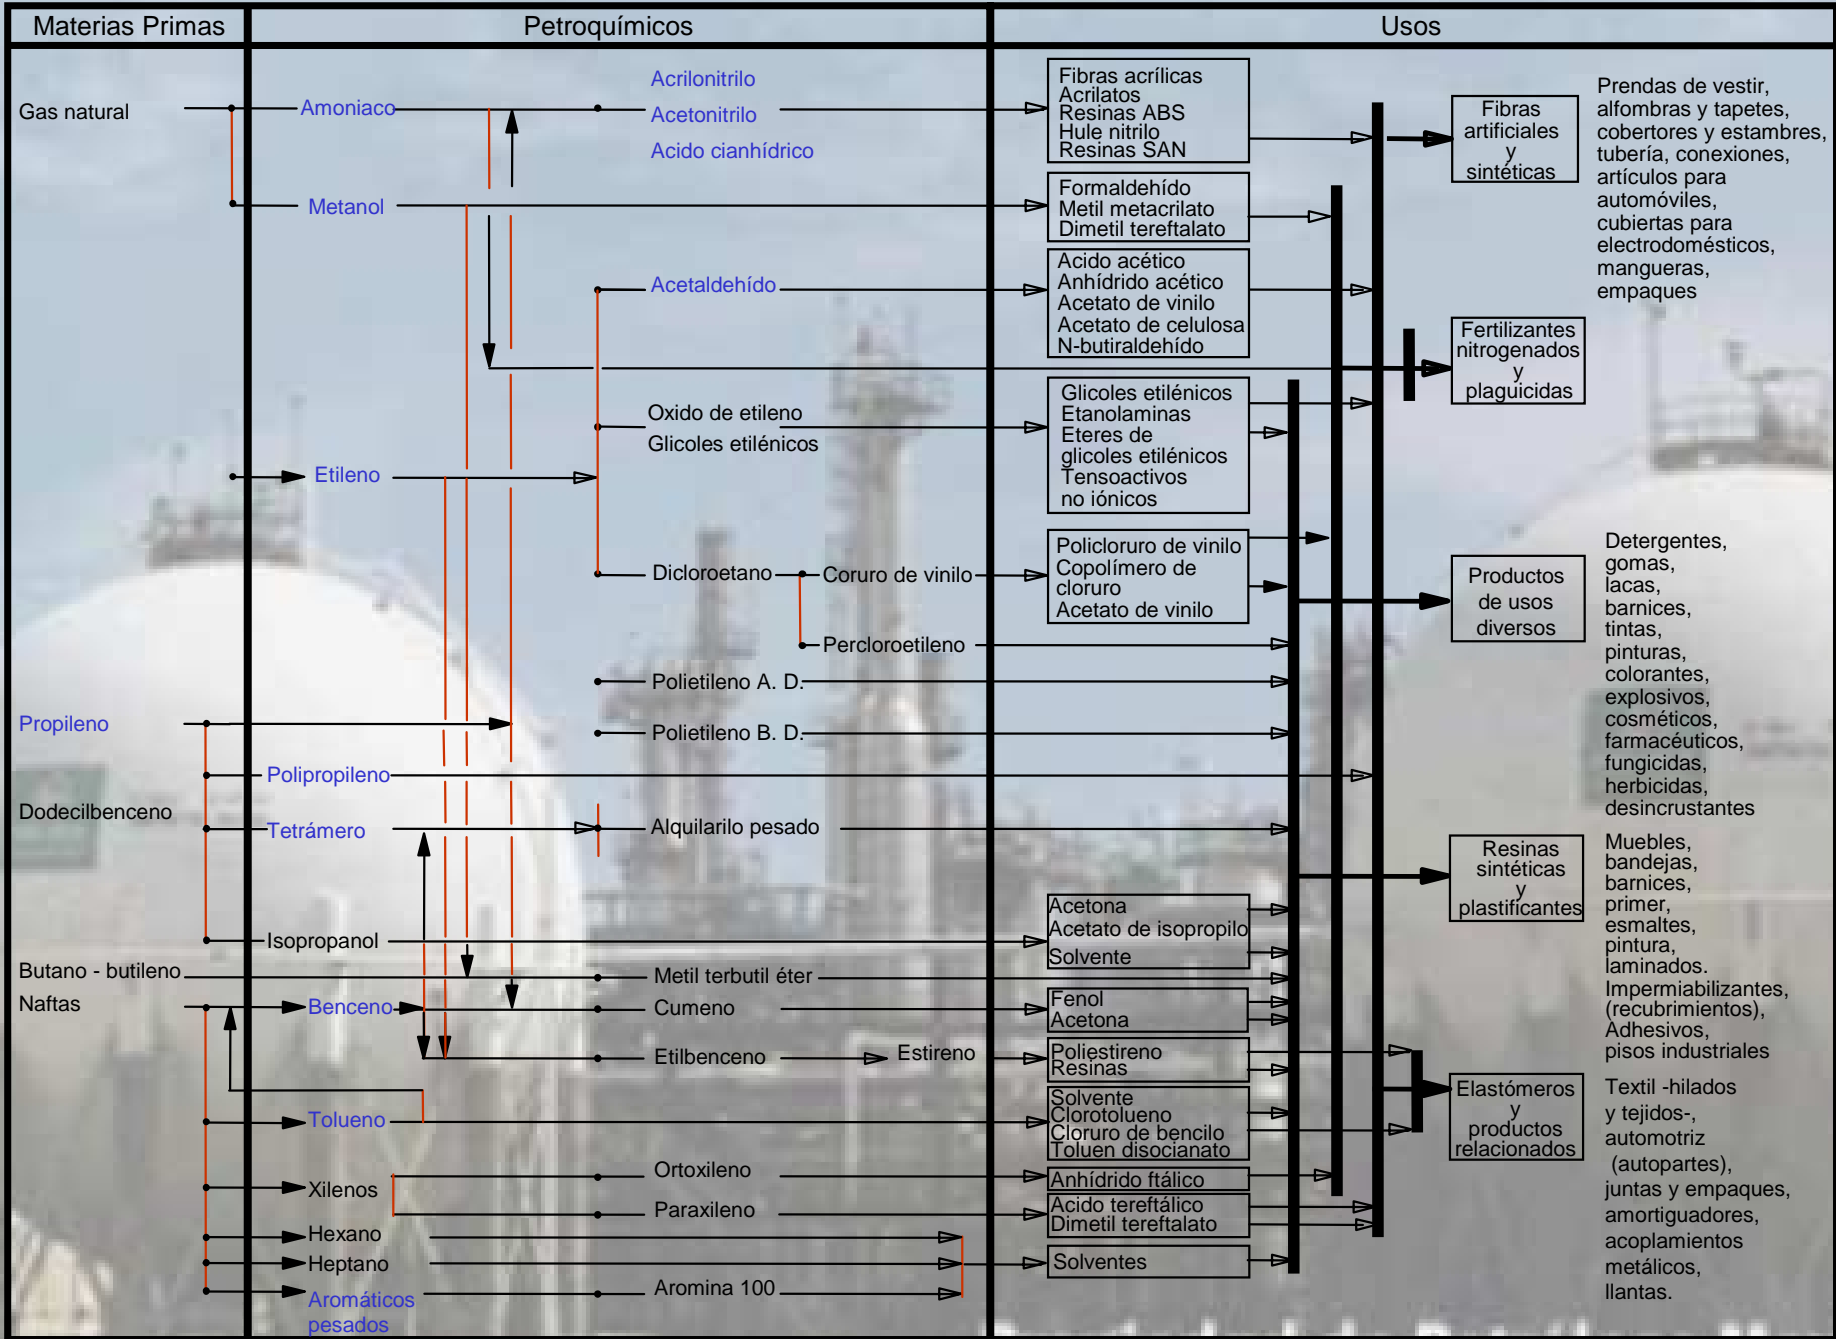 Materias Primas
Petroquímicos
Usos
Gas natural
Propileno
Dodecilbenceno
Butano - butileno
Naftas
Amoniaco
Metanol
Etileno
Polipropileno
Tetrámero
Isopropanol
Benceno
Tolueno
Xilenos
Hexano
Heptano
Aromáticos
pesados
Acrilonitrilo
Acetonitrilo
Acido cianhídrico
Acetaldehído
Oxido de etileno
Glicoles etilénicos
Dicloroetano
Coruro de vinilo
Percloroetileno
Polietileno A. D.
Polietileno B. D.
Alquilarilo pesado
Metil terbutil éter
Cumeno
Etilbenceno
Estireno
Ortoxileno
Paraxileno
Aromina 100
Fibras acrílicas
Acrilatos
Resinas ABS
Hule nitrilo
Resinas SAN
Formaldehído
Metil metacrilato
Dimetil tereftalato
Acido acético
Anhídrido acético
Acetato de vinilo
Acetato de celulosa
N-butiraldehído
Glicoles etilénicos
Etanolaminas
Eteres de
glicoles etilénicos
Tensoactivos
no iónicos
Policloruro de vinilo
Copolímero de
cloruro
Acetato de vinilo
Acetona
Acetato de isopropilo
Solvente
Fenol
Acetona
Poliestireno
Resinas
Solvente
Clorotolueno
Cloruro de bencilo
Toluen disocianato
Anhídrido ftálico
Acido tereftálico
Dimetil tereftalato
Solventes
Fibras
artificiales
y
sintéticas
Fertilizantes
nitrogenados
y
plaguicidas
Productos
de usos
diversos
Resinas
sintéticas
y
plastificantes
Elastómeros
y
productos
relacionados
Prendas de vestir,
alfombras y tapetes,
cobertores y estambres,
tubería, conexiones,
artículos para
automóviles,
cubiertas para
electrodomésticos,
mangueras,
empaques
Detergentes,
gomas,
lacas,
barnices,
tintas,
pinturas,
colorantes,
explosivos,
cosméticos,
farmacéuticos,
fungicidas,
herbicidas,
desincrustantes
Muebles,
bandejas,
barnices,
primer,
esmaltes,
pintura,
laminados.
Impermiabilizantes,
(recubrimientos),
Adhesivos,
pisos industriales
Textil -hilados
y tejidos-,
automotriz
(autopartes),
juntas y empaques,
amortiguadores,
acoplamientos
metálicos,
llantas.